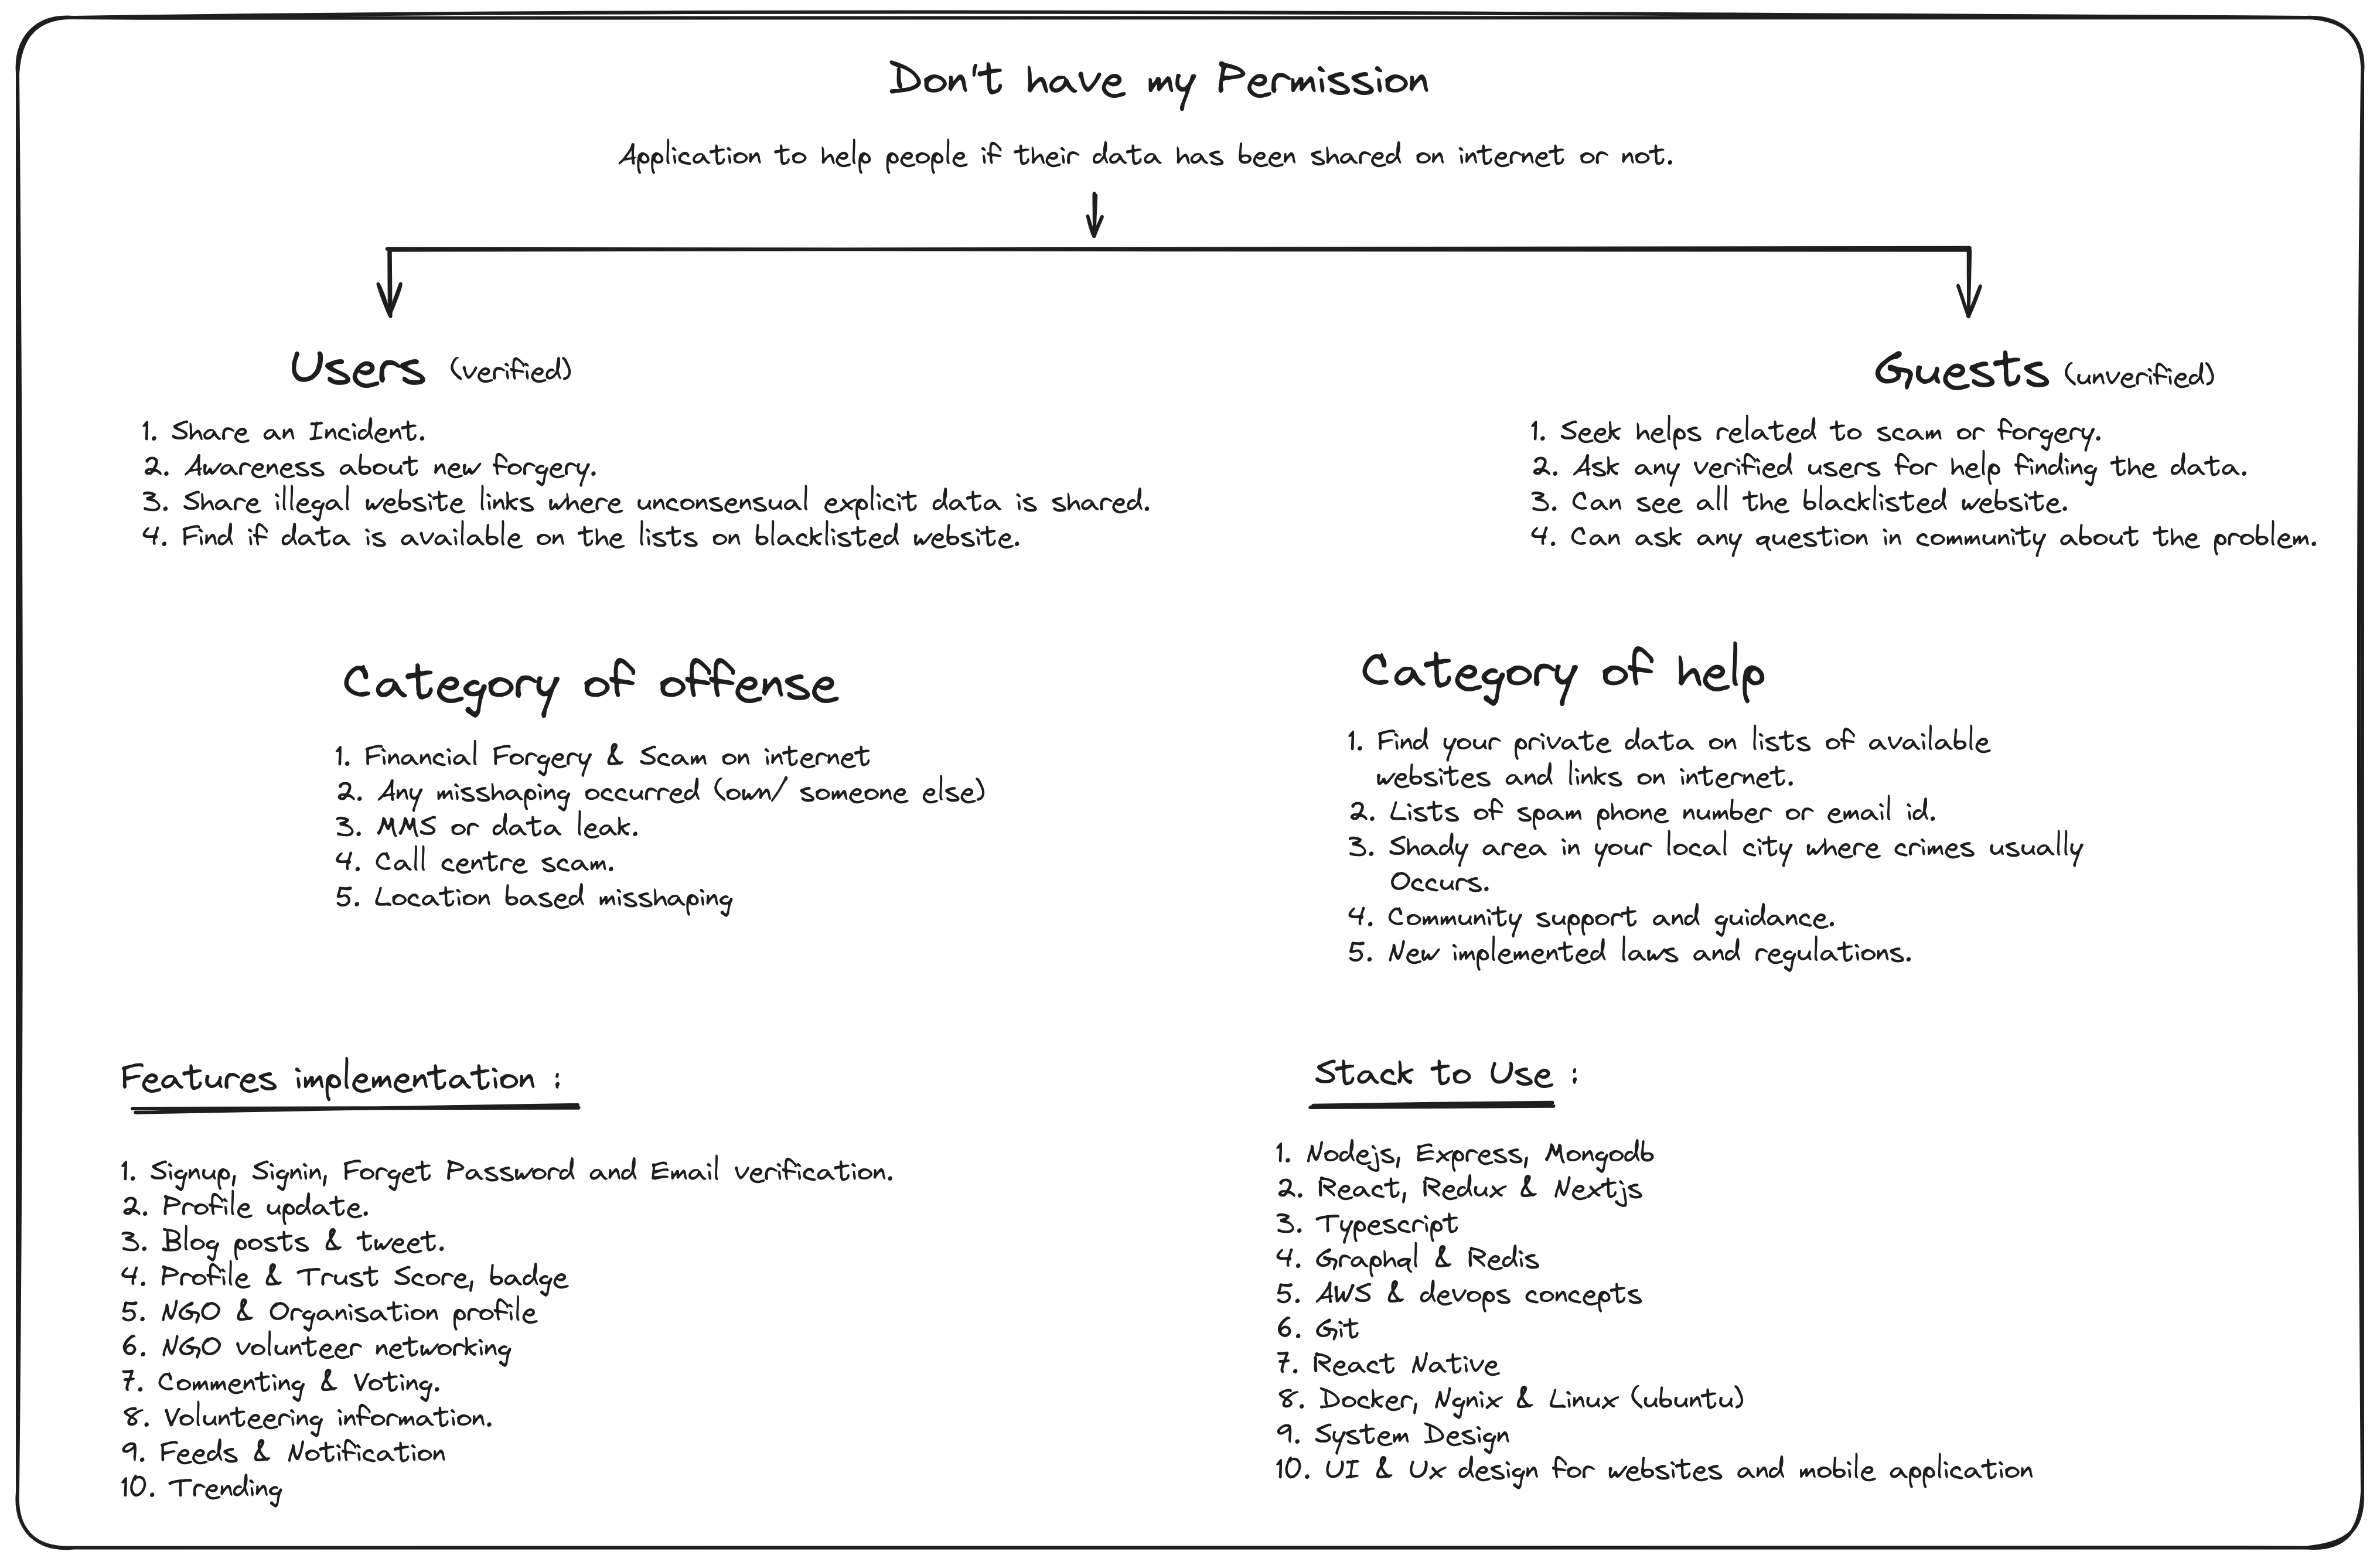 Don't have my Permission
Application to help people if their data has been shared on internet or not.
Users (verified)
1. Share an Incident.
2. Awareness about new forgery.
3. Share illegal website links where unconsensual explicit data is shared.
4. Find if data is available on the lists on blacklisted website.
Guests (unverified)
1. Seek helps related to scam or forgery.
2. Ask any verified users for help finding the data.
3. Can see all the blacklisted website.
4. Can ask any question in community about the problem.
Category of offense
1. Financial Forgery & Scam on internet
2. Any misshaping occurred (own/ someone else)
3. MMS or data leak.
4. Call centre scam.
5. Location based misshaping
Category of help
1. Find your private data on lists of available
websites and links on internet.
2. Lists of spam phone number or email id.
3. Shady area in your local city where crimes usually
Occurs.
4. Community support and guidance.
5. New implemented laws and regulations.
Features implementation :
1. Signup, Signin, Forget Password and Email verification.
2. Profile update.
3. Blog posts & tweet.
4. Profile & Trust Score, badge
5. NGO & Organisation profile
6. NGO volunteer networking
7. Commenting & Voting.
8. Volunteering information.
9. Feeds & Notification
10. Trending
Stack to Use :
1. Nodejs, Express, Mongodb
2. React, Redux & Nextjs
3. Typescript
4. Graphql & Redis
5. AWS & devops concepts
6. Git
7. React Native
8. Docker, Ngnix & Linux (ubuntu)
9. System Design
10. UI & Ux design for websites and mobile application